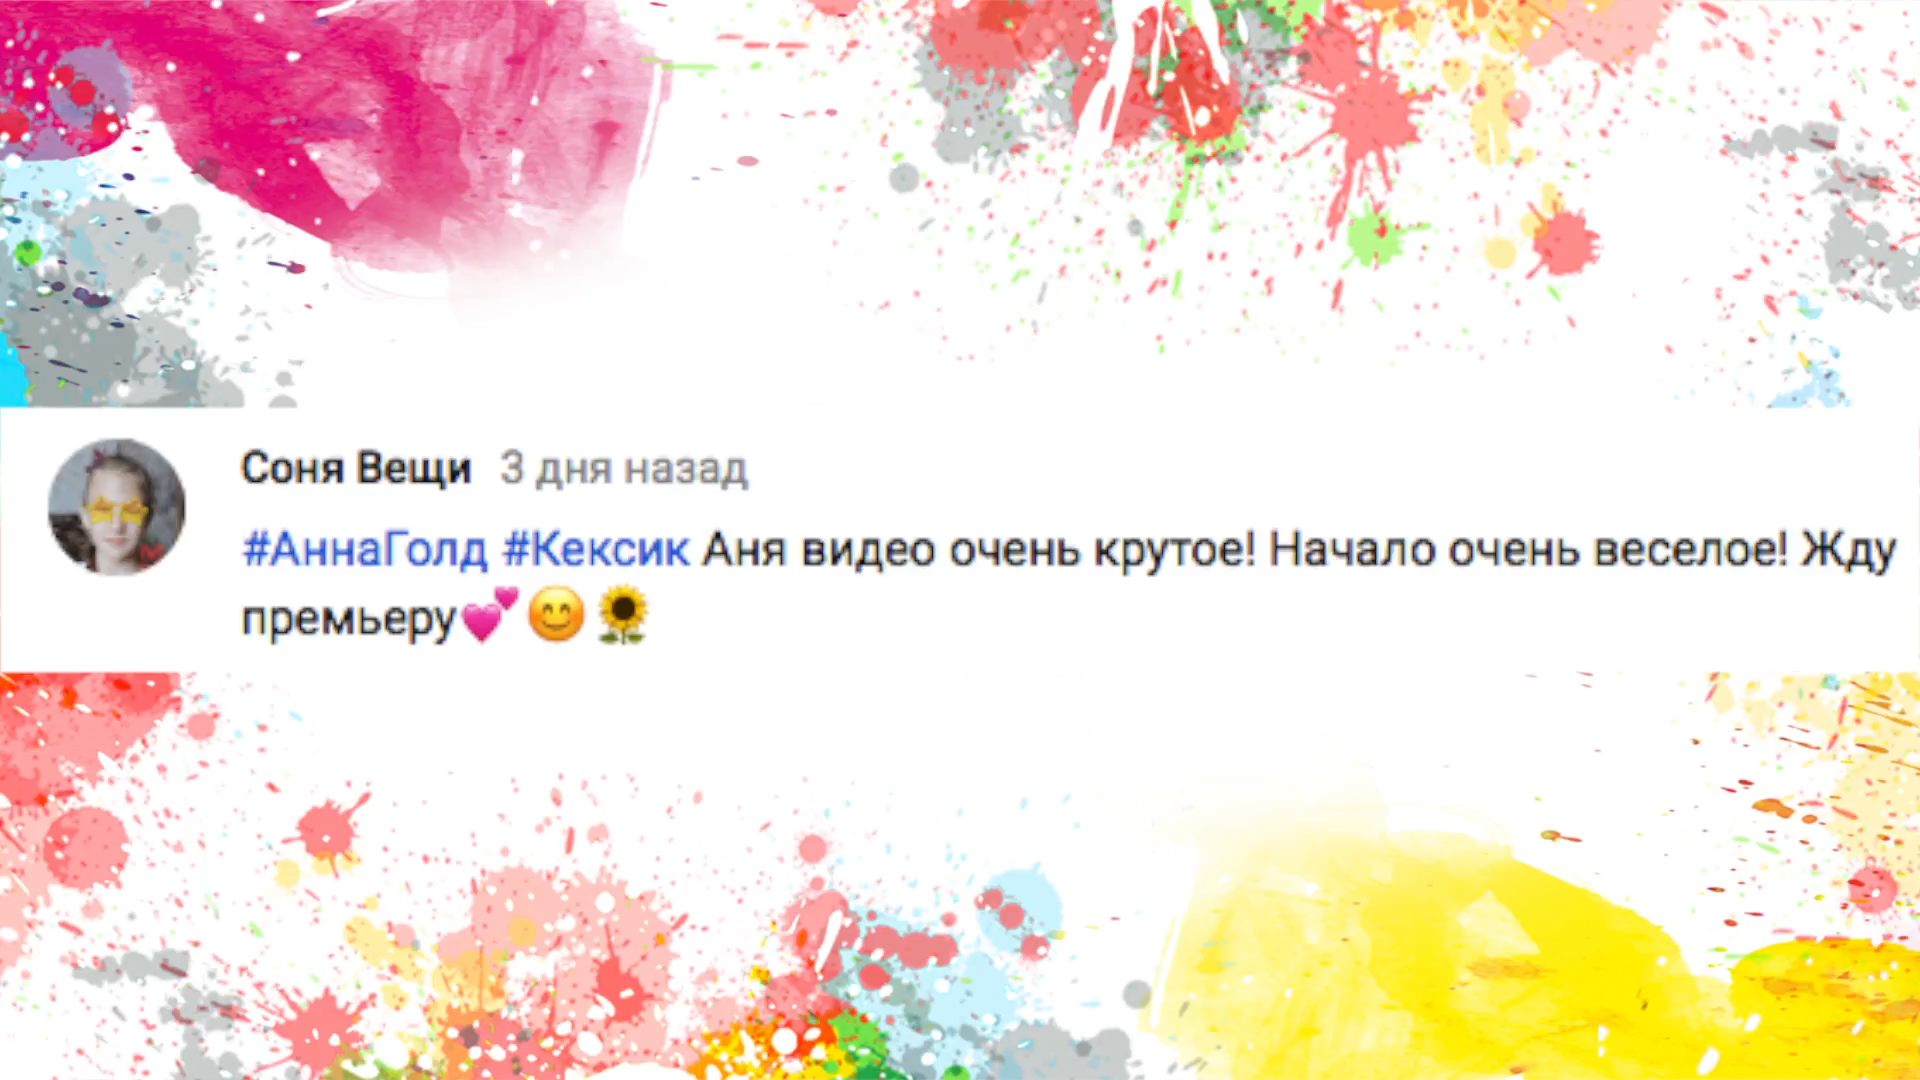 Соня Вещи 3 дня назад
#АннаГолд #Кексик Аня видео очень крутое! Начало очень веселое! Жду
премьеру💕😊🌻